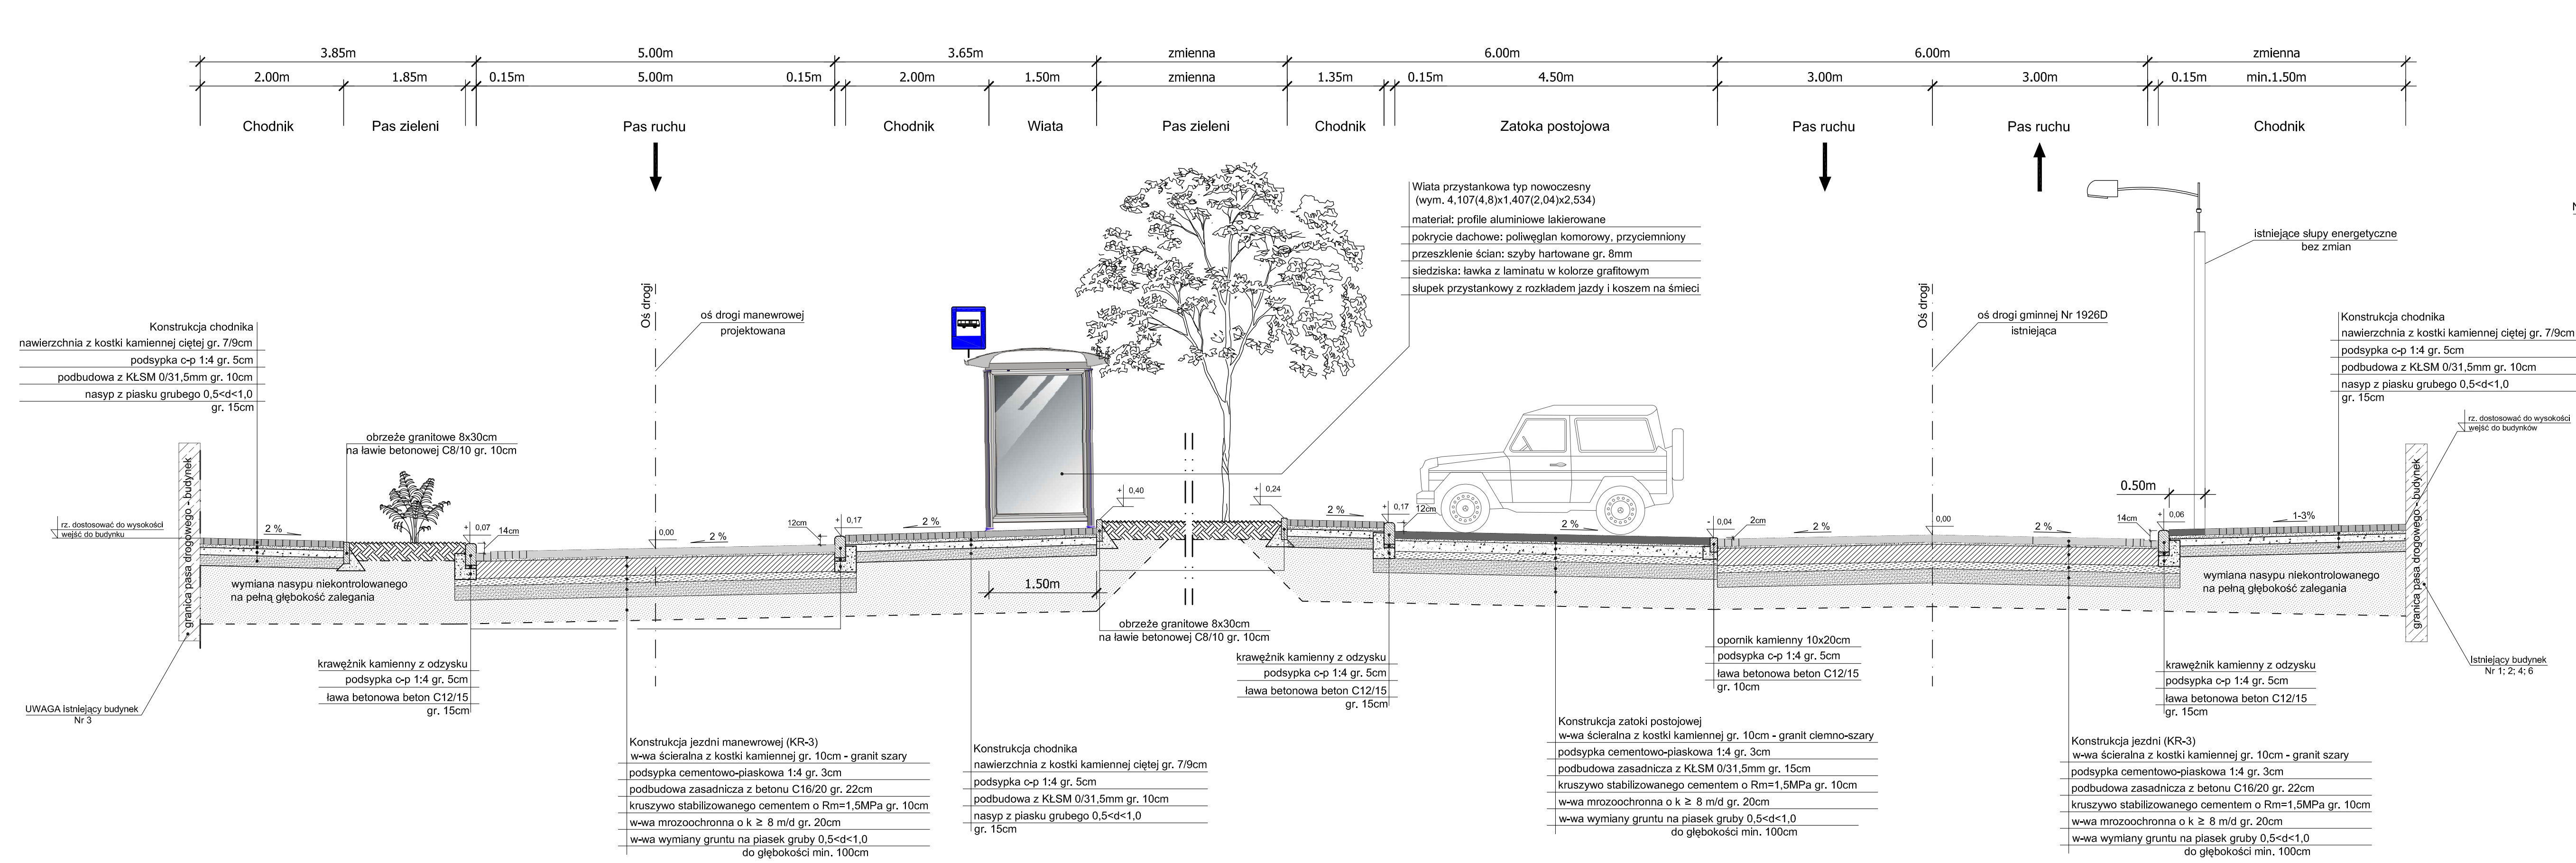 3.85m 5.00m 3.65m zmienna 6.00m 6.00m zmienna
2.00m 1.85m 0.15m 5.00m 0.15m 2.00m 1.50m zmienna 1.35m 0.15m 4.50m 3.00m 3.00m 0.15m min.1.50m
Chodnik Pas zieleni Pas ruchu Chodnik Wiata Pas zieleni Chodnik Zatoka postojowa Pas ruchu Pas ruchu Chodnik
Wiata przystankowa typ nowoczesny
(wym. 4,107(4,8)x1,407(2,04)x2,534)
materiał: profile aluminiowe lakierowane
pokrycie dachowe: poliwęglan komorowy, przyciemniony
przeszklenie ścian: szyby hartowane gr. 8mm
siedziska: ławka z laminatu w kolorze grafitowym
słupek przystankowy z rozkładem jazdy i koszem na śmieci
istniejące słupy energetyczne
bez zmian
N
Oś drogi
oś drogi manewrowej
projektowana
Oś drogi
oś drogi gminnej Nr 1926D
istniejąca
Konstrukcja chodnika
nawierzchnia z kostki kamiennej ciętej gr. 7/9cm
podsypka c-p 1:4 gr. 5cm
podbudowa z KŁSM 0/31,5mm gr. 10cm
nasyp z piasku grubego 0,5<d<1,0
gr. 15cm
Konstrukcja chodnika
nawierzchnia z kostki kamiennej ciętej gr. 7/9cm
podsypka c-p 1:4 gr. 5cm
podbudowa z KŁSM 0/31,5mm gr. 10cm
nasyp z piasku grubego 0,5<d<1,0
gr. 15cm
obrzeże granitowe 8x30cm
na ławie betonowej C8/10 gr. 10cm
rz. dostosować do wysokości
wejść do budynków
rz. dostosować do wysokości
wejść do budynku
granica pasa drogowego - budynek
granica pasa drogowego - budynek
2 %
+ 0,07
14cm
0,00
2 %
12cm
+ 0,17
2 %
+ 0,40
+ 0,24
2 %
+ 0,17
12cm
2 %
- 0,04
2cm
2 %
0,00
2 %
14cm
+ 0,06
0.50m
1-3%
wymiana nasypu niekontrolowanego
na pełną głębokość zalegania
1.50m
wymiana nasypu niekontrolowanego
na pełną głębokość zalegania
obrzeże granitowe 8x30cm
na ławie betonowej C8/10 gr. 10cm
krawężnik kamienny z odzysku
podsypka c-p 1:4 gr. 5cm
ława betonowa beton C12/15
gr. 15cm
krawężnik kamienny z odzysku
podsypka c-p 1:4 gr. 5cm
ława betonowa beton C12/15
gr. 15cm
opornik kamienny 10x20cm
podsypka c-p 1:4 gr. 5cm
ława betonowa beton C12/15
gr. 10cm
krawężnik kamienny z odzysku
podsypka c-p 1:4 gr. 5cm
ława betonowa beton C12/15
gr. 15cm
Istniejący budynek
Nr 1; 2; 4; 6
UWAGA Istniejący budynek
Nr 3
Konstrukcja jezdni manewrowej (KR-3)
w-wa ścieralna z kostki kamiennej gr. 10cm - granit szary
podsypka cementowo-piaskowa 1:4 gr. 3cm
podbudowa zasadnicza z betonu C16/20 gr. 22cm
kruszywo stabilizowanego cementem o Rm=1,5MPa gr. 10cm
w-wa mrozoochronna o k ≥ 8 m/d gr. 20cm
w-wa wymiany gruntu na piasek gruby 0,5<d<1,0
do głębokości min. 100cm
Konstrukcja chodnika
nawierzchnia z kostki kamiennej ciętej gr. 7/9cm
podsypka c-p 1:4 gr. 5cm
podbudowa z KŁSM 0/31,5mm gr. 10cm
nasyp z piasku grubego 0,5<d<1,0
gr. 15cm
Konstrukcja zatoki postojowej
w-wa ścieralna z kostki kamiennej gr. 10cm - granit ciemno-szary
podsypka cementowo-piaskowa 1:4 gr. 3cm
podbudowa zasadnicza z KŁSM 0/31,5mm gr. 15cm
kruszywo stabilizowanego cementem o Rm=1,5MPa gr. 10cm
w-wa mrozoochronna o k ≥ 8 m/d gr. 20cm
w-wa wymiany gruntu na piasek gruby 0,5<d<1,0
do głębokości min. 100cm
Konstrukcja jezdni (KR-3)
w-wa ścieralna z kostki kamiennej gr. 10cm - granit szary
podsypka cementowo-piaskowa 1:4 gr. 3cm
podbudowa zasadnicza z betonu C16/20 gr. 22cm
kruszywo stabilizowanego cementem o Rm=1,5MPa gr. 10cm
w-wa mrozoochronna o k ≥ 8 m/d gr. 20cm
w-wa wymiany gruntu na piasek gruby 0,5<d<1,0
do głębokości min. 100cm